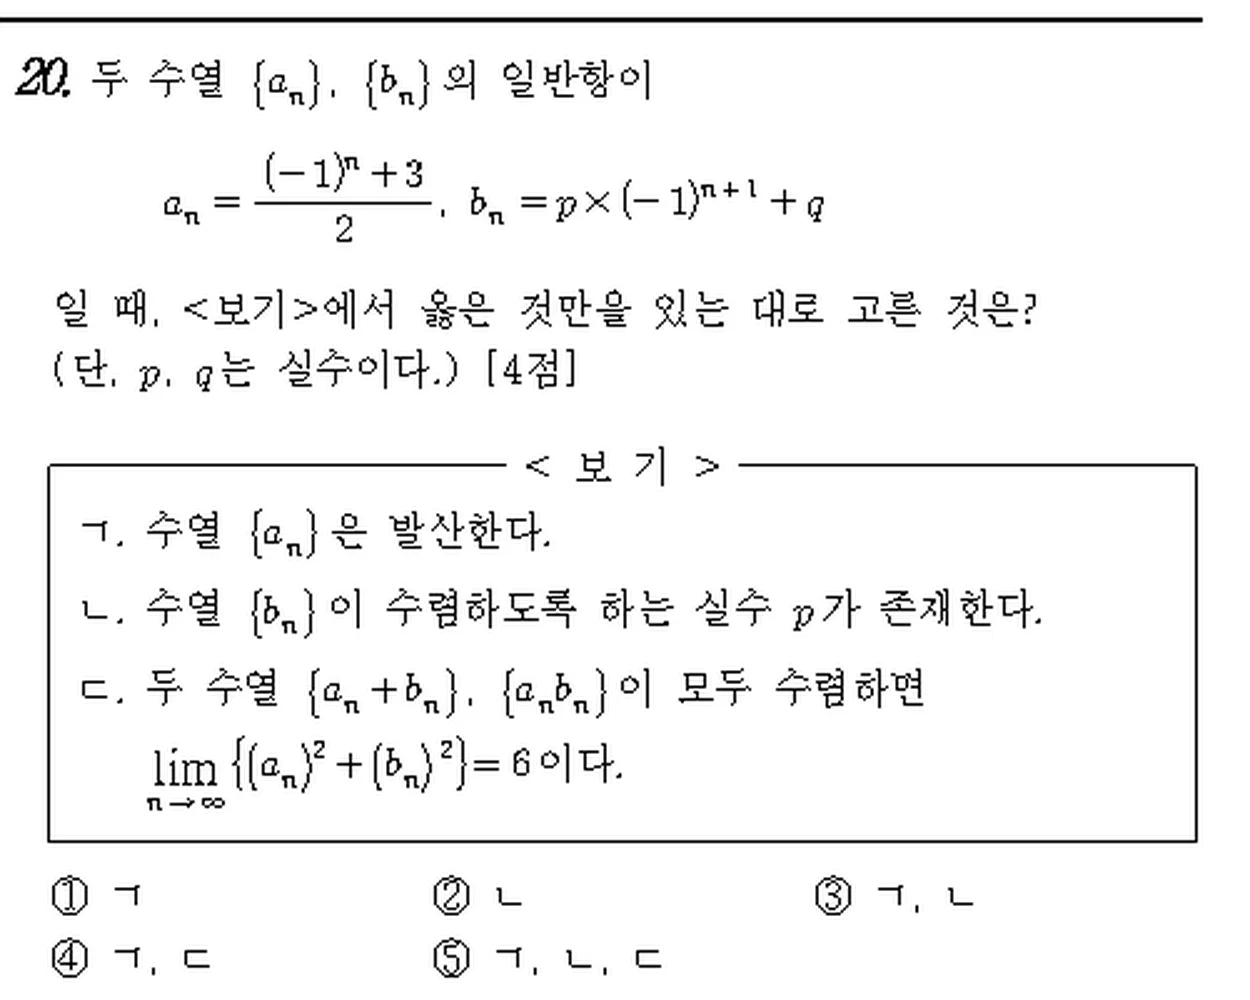 20. 두 수열 {aₙ}, {bₙ}의 일반항이
aₙ = ((-1)ⁿ + 3)/2, bₙ = p × (-1)ⁿ⁺¹ + q
일 때, <보기>에서 옳은 것만을 있는 대로 고른 것은?
(단, p, q는 실수이다.) [4점]
< 보 기 >
ㄱ. 수열 {aₙ}은 발산한다.
ㄴ. 수열 {bₙ}이 수렴하도록 하는 실수 p가 존재한다.
ㄷ. 두 수열 {aₙ + bₙ}, {aₙbₙ}이 모두 수렴하면
lim n→∞ {(aₙ)² + (bₙ)²} = 6이다.
① ㄱ ② ㄴ ③ ㄱ, ㄴ
④ ㄱ, ㄷ ⑤ ㄱ, ㄴ, ㄷ